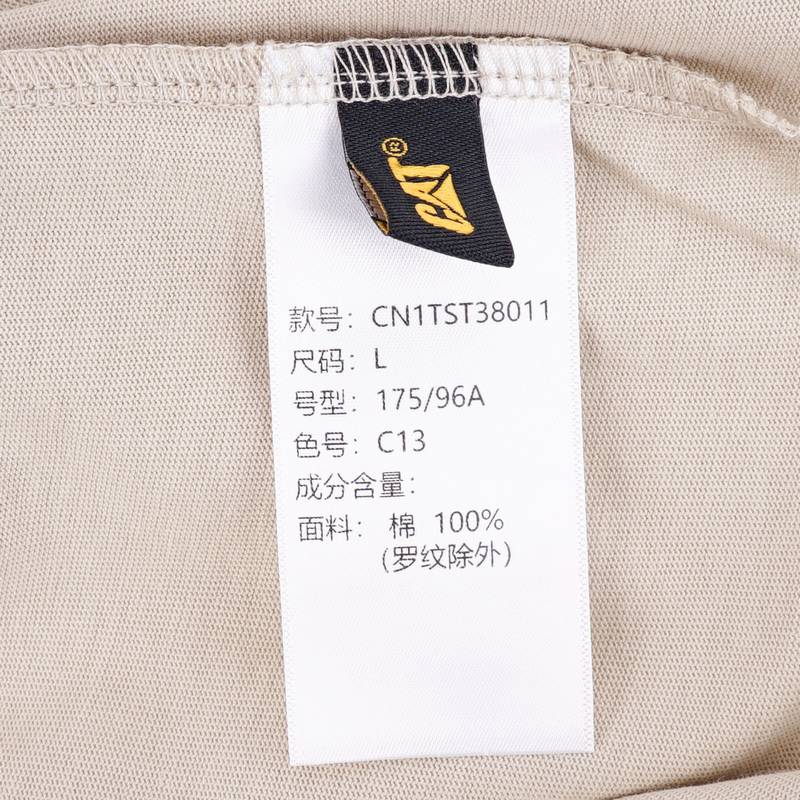 CAT®
款号：CN1TST38011
尺码：L
号型：175/96A
色号：C13
成分含量：
面料：棉 100%
(罗纹除外)